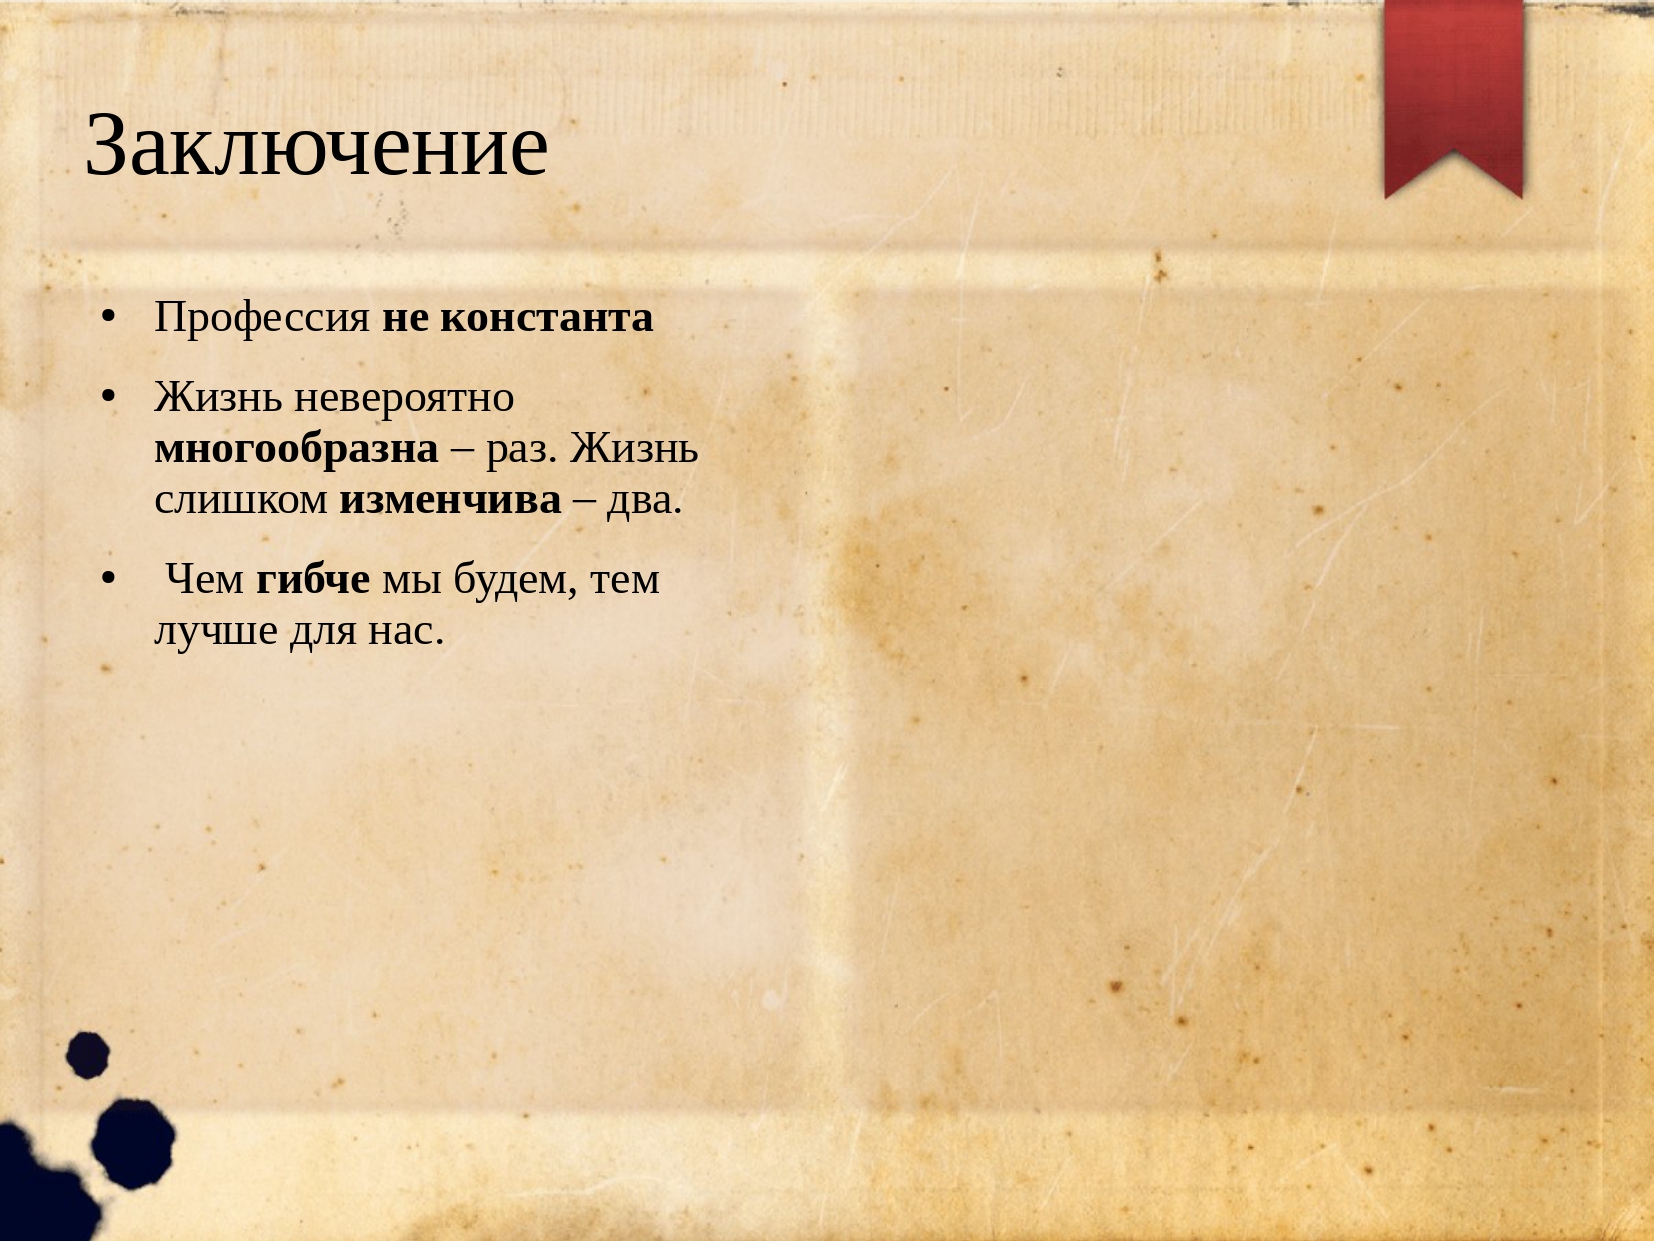 Заключение
• Профессия не константа
• Жизнь невероятно
многообразна – раз. Жизнь
слишком изменчива – два.
• Чем гибче мы будем, тем
лучше для нас.